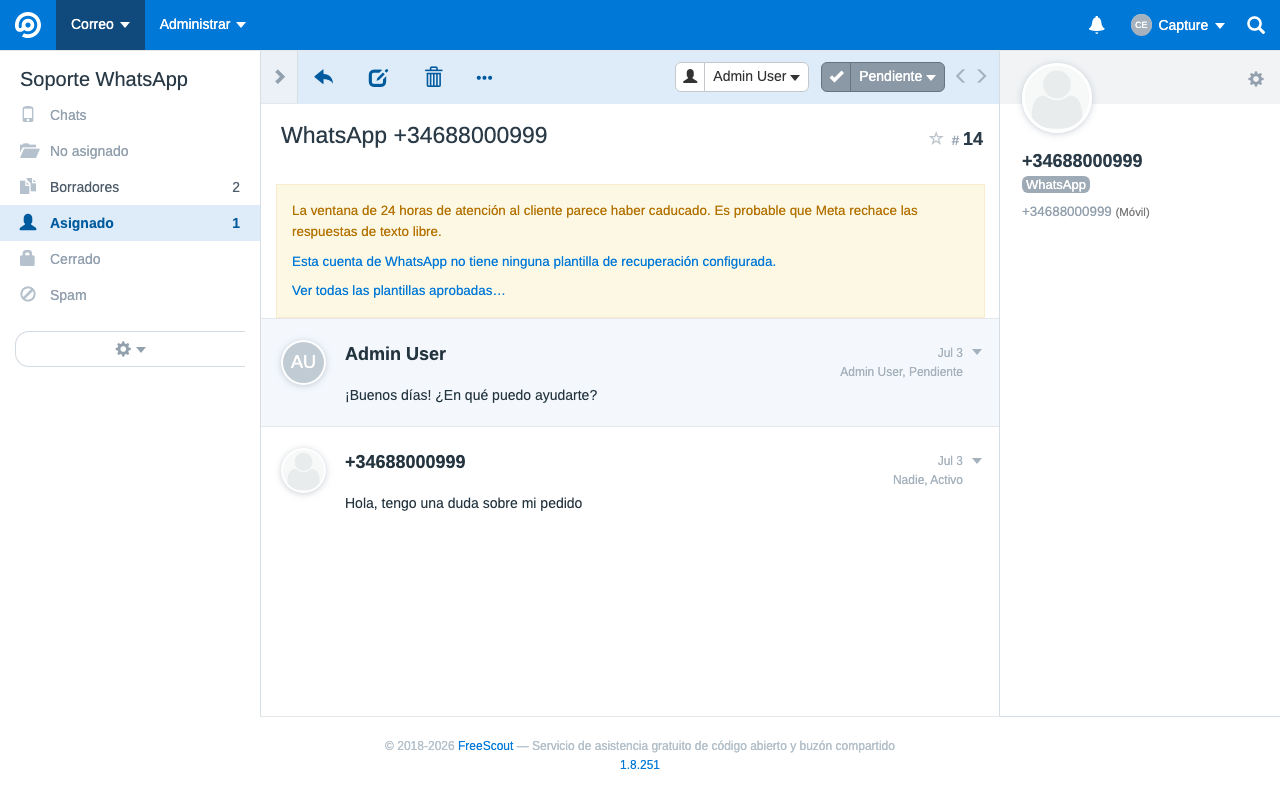 Correo
Administrar
CE Capture
Soporte WhatsApp
Chats
No asignado
Borradores 2
Asignado 1
Cerrado
Spam
Admin User
Pendiente
WhatsApp +34688000999
# 14
La ventana de 24 horas de atención al cliente parece haber caducado. Es probable que Meta rechace las
respuestas de texto libre.
Esta cuenta de WhatsApp no tiene ninguna plantilla de recuperación configurada.
Ver todas las plantillas aprobadas…
AU Admin User Jul 3
Admin User, Pendiente
¡Buenos días! ¿En qué puedo ayudarte?
+34688000999 Jul 3
Nadie, Activo
Hola, tengo una duda sobre mi pedido
+34688000999
WhatsApp
+34688000999 (Móvil)
© 2018-2026 FreeScout — Servicio de asistencia gratuito de código abierto y buzón compartido
1.8.251